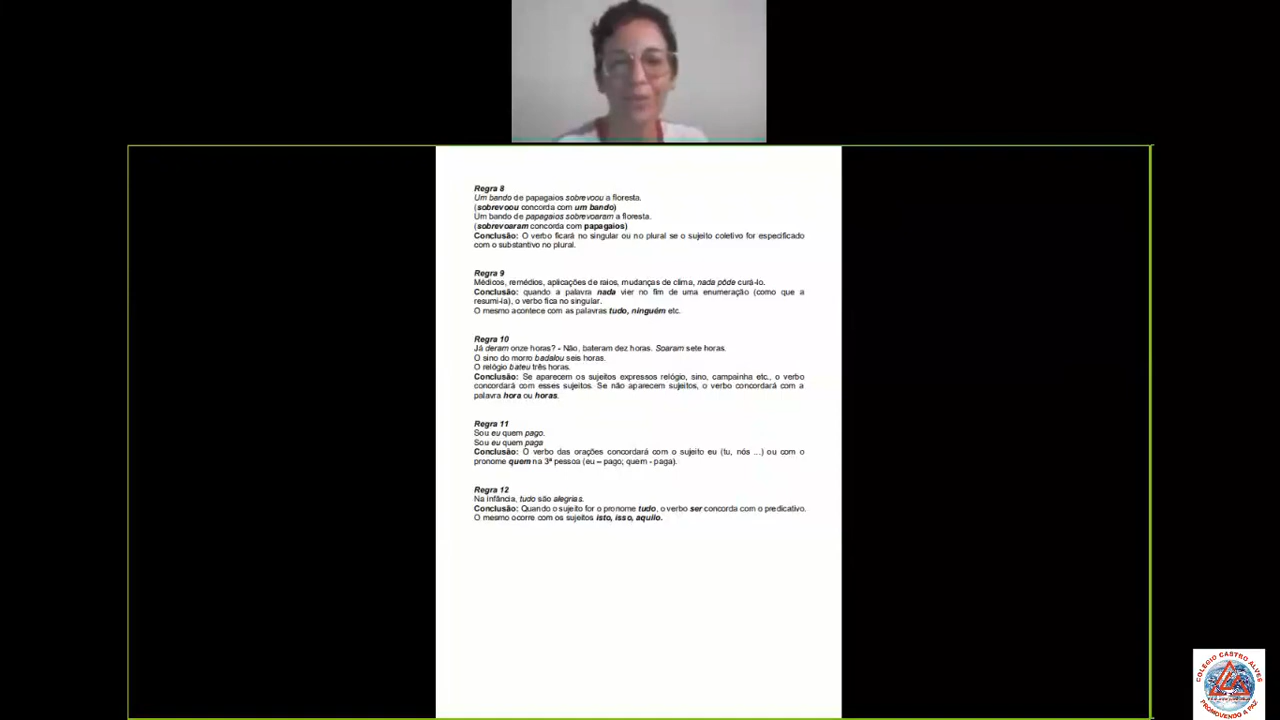 Regra 8
Um bando de papagaios sobrevoou a floresta.
(sobrevoou concorda com um bando)
Um bando de papagaios sobrevoaram a floresta.
(sobrevoaram concorda com papagaios)
Conclusão: O verbo ficará no singular ou no plural se o sujeito coletivo for especificado
com o substantivo no plural.
Regra 9
Médicos, remédios, aplicações de raios, mudanças de clima, nada pôde curá-lo.
Conclusão: quando a palavra nada vier no fim de uma enumeração (como que a
resumi-la), o verbo fica no singular.
O mesmo acontece com as palavras tudo, ninguém etc.
Regra 10
Já deram onze horas? - Não, bateram dez horas. Soaram sete horas.
O sino do morro badalou seis horas.
O relógio bateu três horas.
Conclusão: Se aparecem os sujeitos expressos relógio, sino, campainha etc., o verbo
concordará com esses sujeitos. Se não aparecem sujeitos, o verbo concordará com a
palavra hora ou horas.
Regra 11
Sou eu quem pago.
Sou eu quem paga
Conclusão: O verbo das orações concordará com o sujeito eu (tu, nós ...) ou com o
pronome quem na 3ª pessoa (eu – pago; quem - paga).
Regra 12
Na infância, tudo são alegrias.
Conclusão: Quando o sujeito for o pronome tudo, o verbo ser concorda com o predicativo.
O mesmo ocorre com os sujeitos isto, isso, aquilo.
COLÉGIO CASTRO ALVES
PROMOVENDO A PAZ